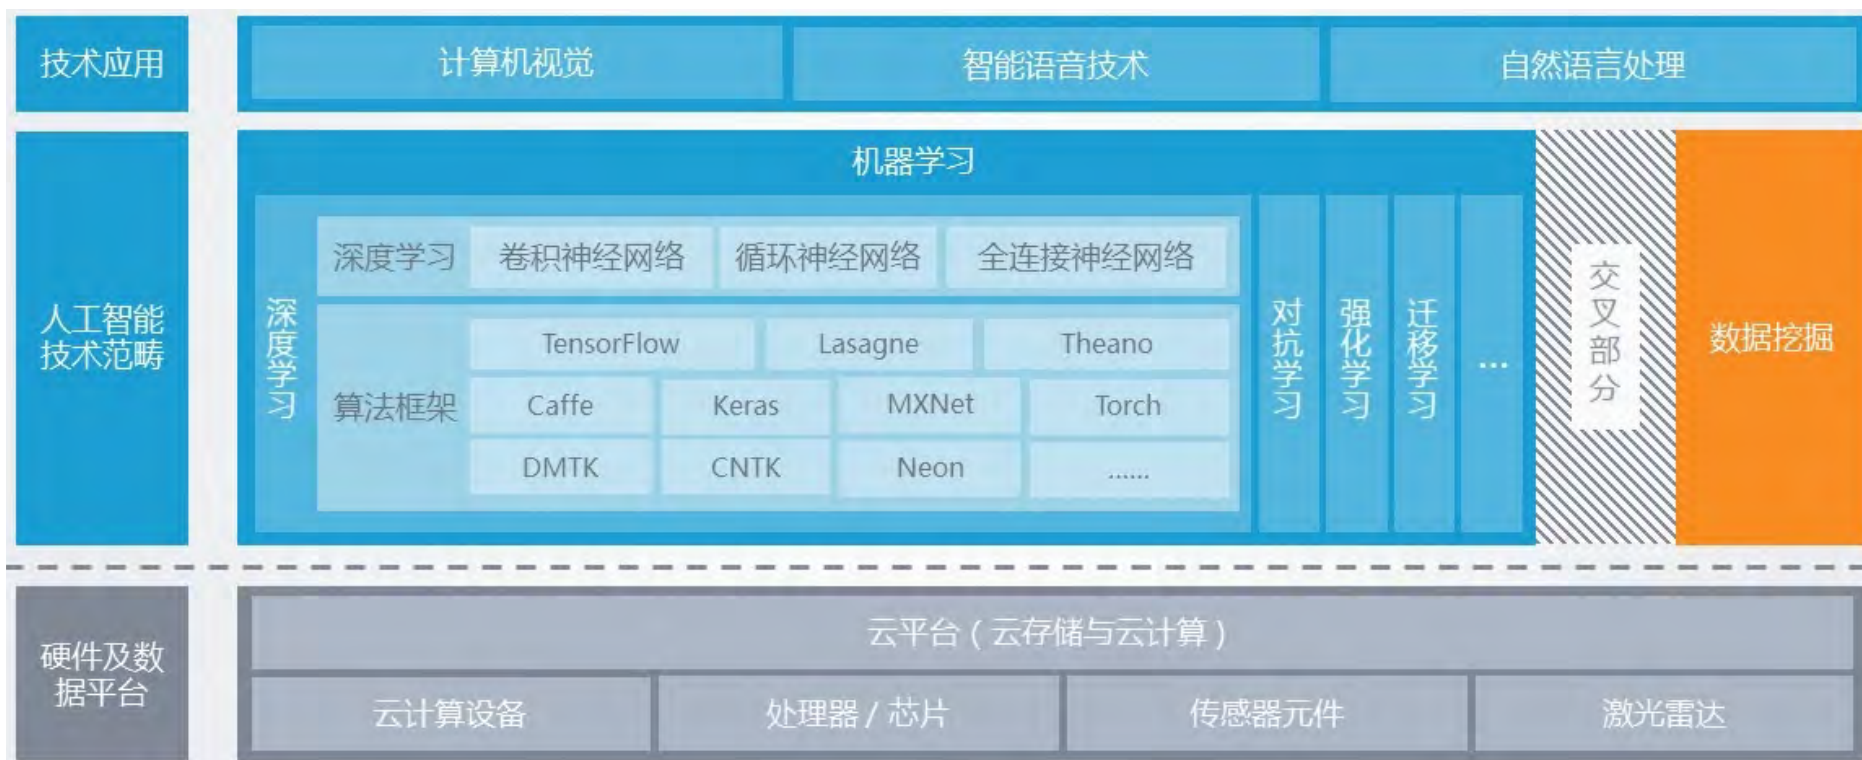 技术应用
计算机视觉
智能语音技术
自然语言处理
人工智能
技术范畴
机器学习
深度学习
深度学习
卷积神经网络
循环神经网络
全连接神经网络
算法框架
TensorFlow
Lasagne
Theano
Caffe
Keras
MXNet
Torch
DMTK
CNTK
Neon
......
对抗学习
强化学习
迁移学习
...
交叉部分
数据挖掘
硬件及数
据平台
云平台(云存储与云计算)
云计算设备
处理器/芯片
传感器元件
激光雷达